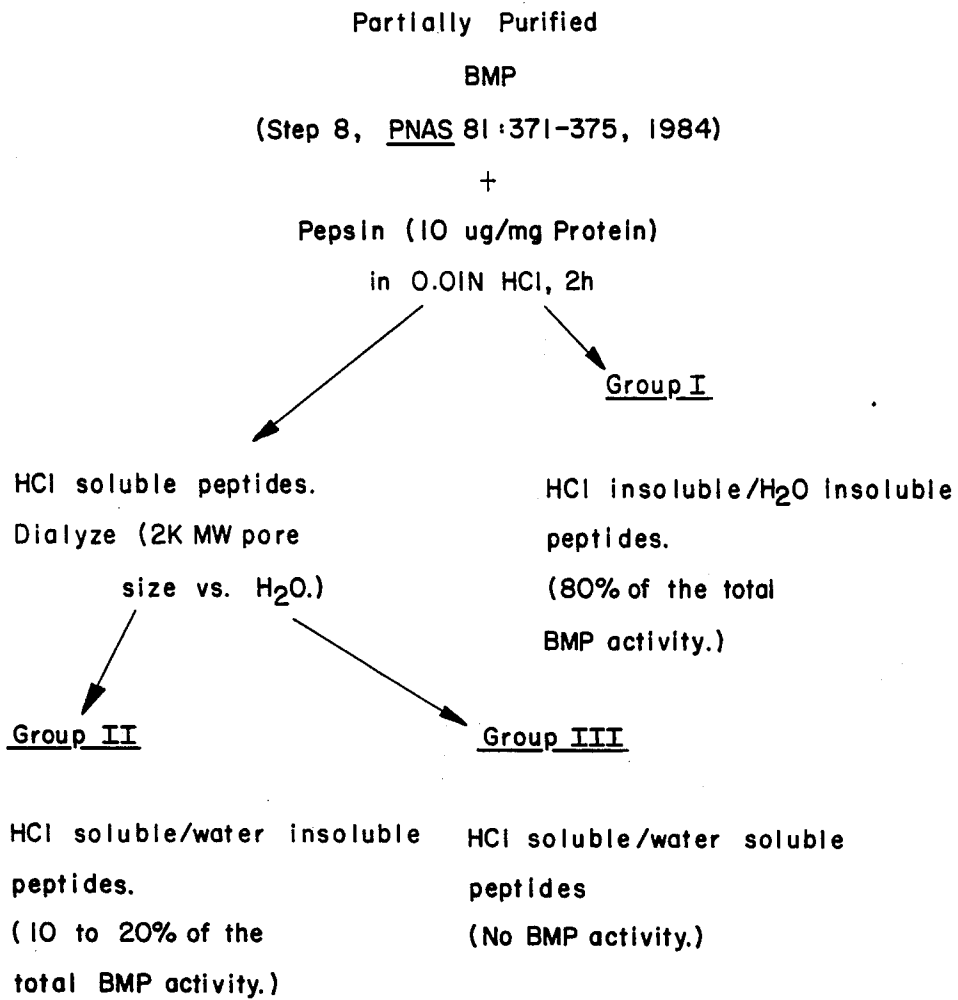 Partially Purified
BMP
(Step 8, PNAS 81:371-375, 1984)
+
Pepsin (10 ug/mg Protein)
in 0.01N HCl, 2h
Group I
HCl soluble peptides.
Dialyze (2K MW pore
size vs. H₂O.)
HCl insoluble/H₂O insoluble
peptides.
(80% of the total
BMP activity.)
Group II
HCl soluble/water insoluble
peptides.
(10 to 20% of the
total BMP activity.)
Group III
HCl soluble/water soluble
peptides
(No BMP activity.)